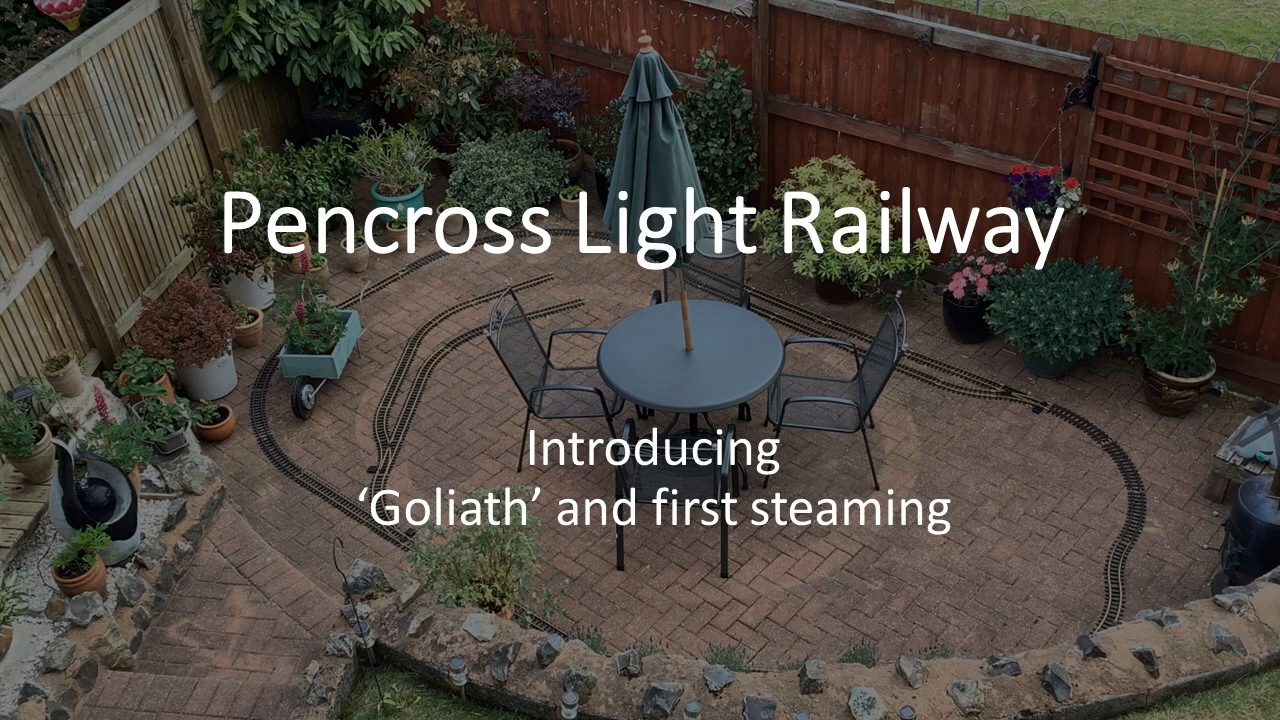 Pencross Light Railway
Introducing
‘Goliath’ and first steaming